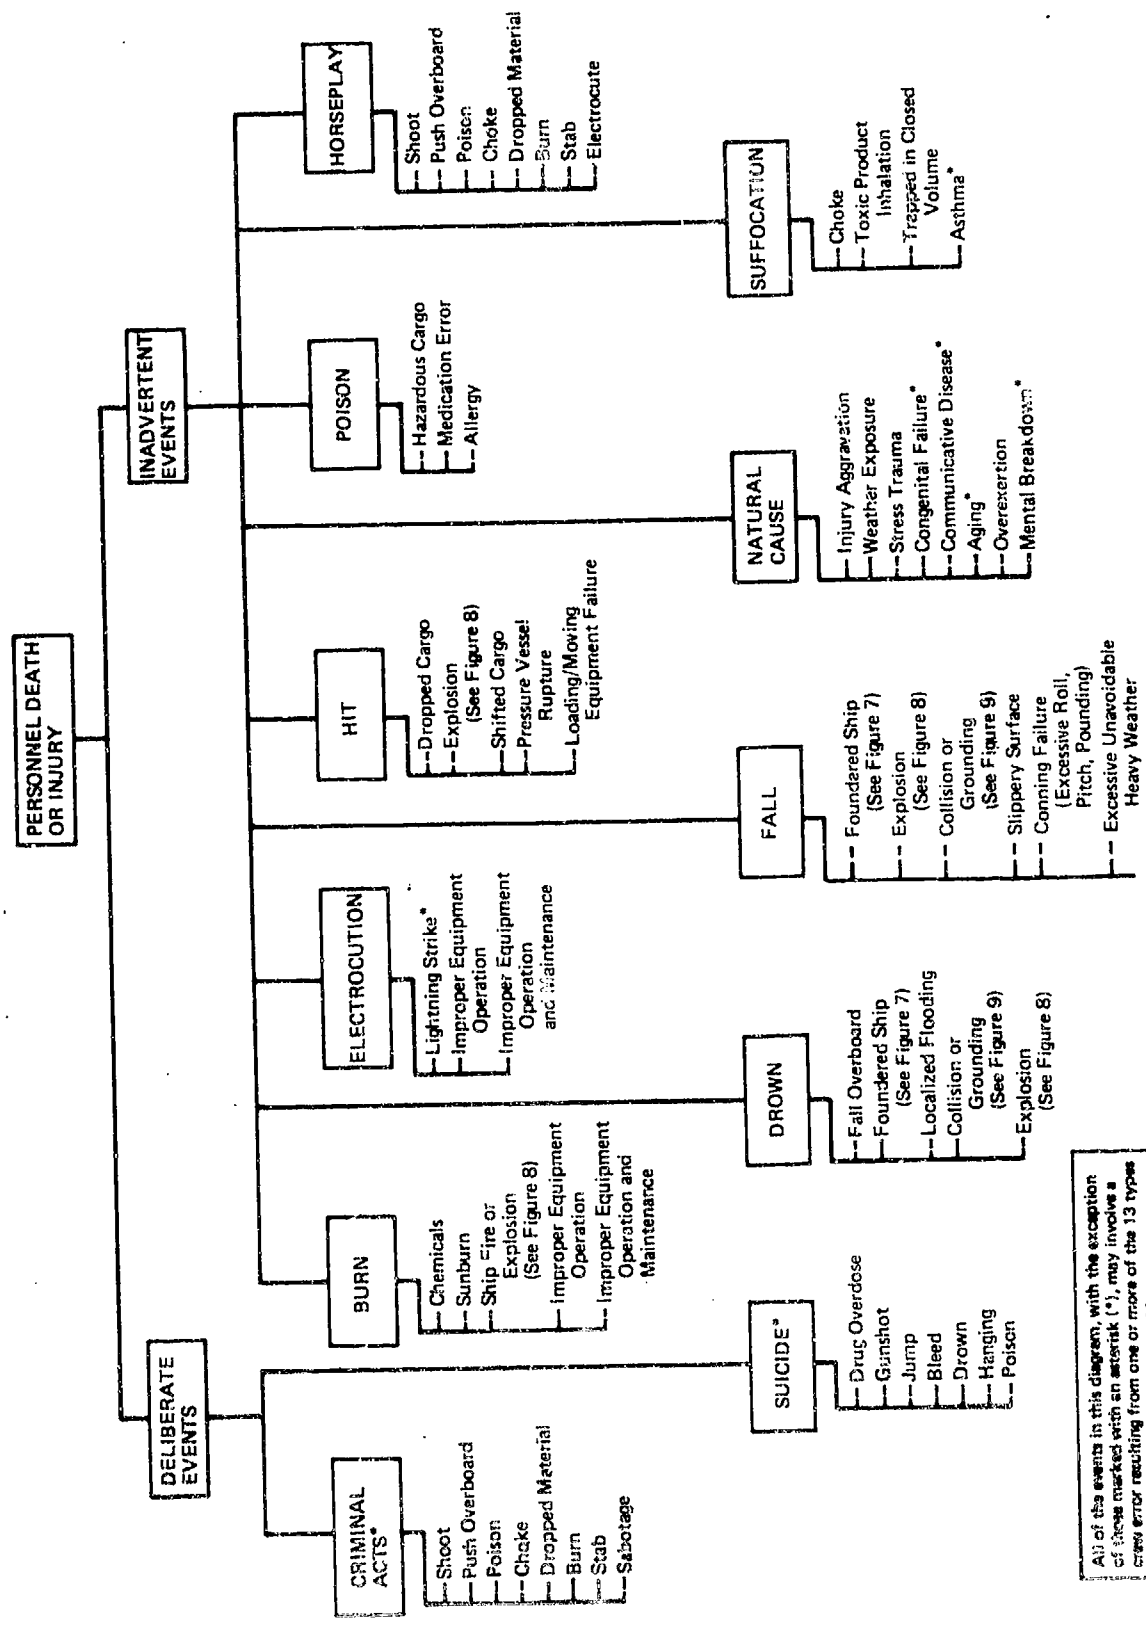 PERSONNEL DEATH
OR INJURY
DELIBERATE
EVENTS
INADVERTENT
EVENTS
CRIMINAL
ACTS*
Shoot
Push Overboard
Poison
Choke
Dropped Material
Burn
Stab
Sabotage
SUICIDE*
Drug Overdose
Gunshot
Jump
Bleed
Drown
Hanging
Poison
BURN
Chemicals
Sunburn
Ship Fire or
Explosion
(See Figure 8)
Improper Equipment
Operation
Improper Equipment
Operation and
Maintenance
DROWN
Fall Overboard
Foundered Ship
(See Figure 7)
Localized Flooding
Collision or
Grounding
(See Figure 9)
Explosion
(See Figure 8)
ELECTROCUTION
Lightning Strike*
Improper Equipment
Operation
Improper Equipment
Operation
and Maintenance
FALL
Foundared Ship
(See Figure 7)
Explosion
(See Figure 8)
Collision or
Grounding
(See Figure 9)
Slippery Surface
Conning Failure
(Excessive Roll,
Pitch, Pounding)
Excessive Unavoidable
Heavy Weather
HIT
Dropped Cargo
Explosion
(See Figure 8)
Shifted Cargo
Pressure Vessel
Rupture
Loading/Moving
Equipment Failure
NATURAL
CAUSE
Injury Aggravation
Weather Exposure
Stress Trauma
Congenital Failure*
Communicative Disease*
Aging*
Overexertion
Mental Breakdown*
POISON
Hazardous Cargo
Medication Error
Allergy
SUFFOCATION
Choke
Toxic Product
Inhalation
Trapped in Closed
Volume
Asthma*
HORSEPLAY
Shoot
Push Overboard
Poison
Choke
Dropped Material
Burn
Stab
Electrocute
All of the events in this diagram, with the exception
of those marked with an asterisk (*), may involve a
crew error resulting from one or more of the 13 types